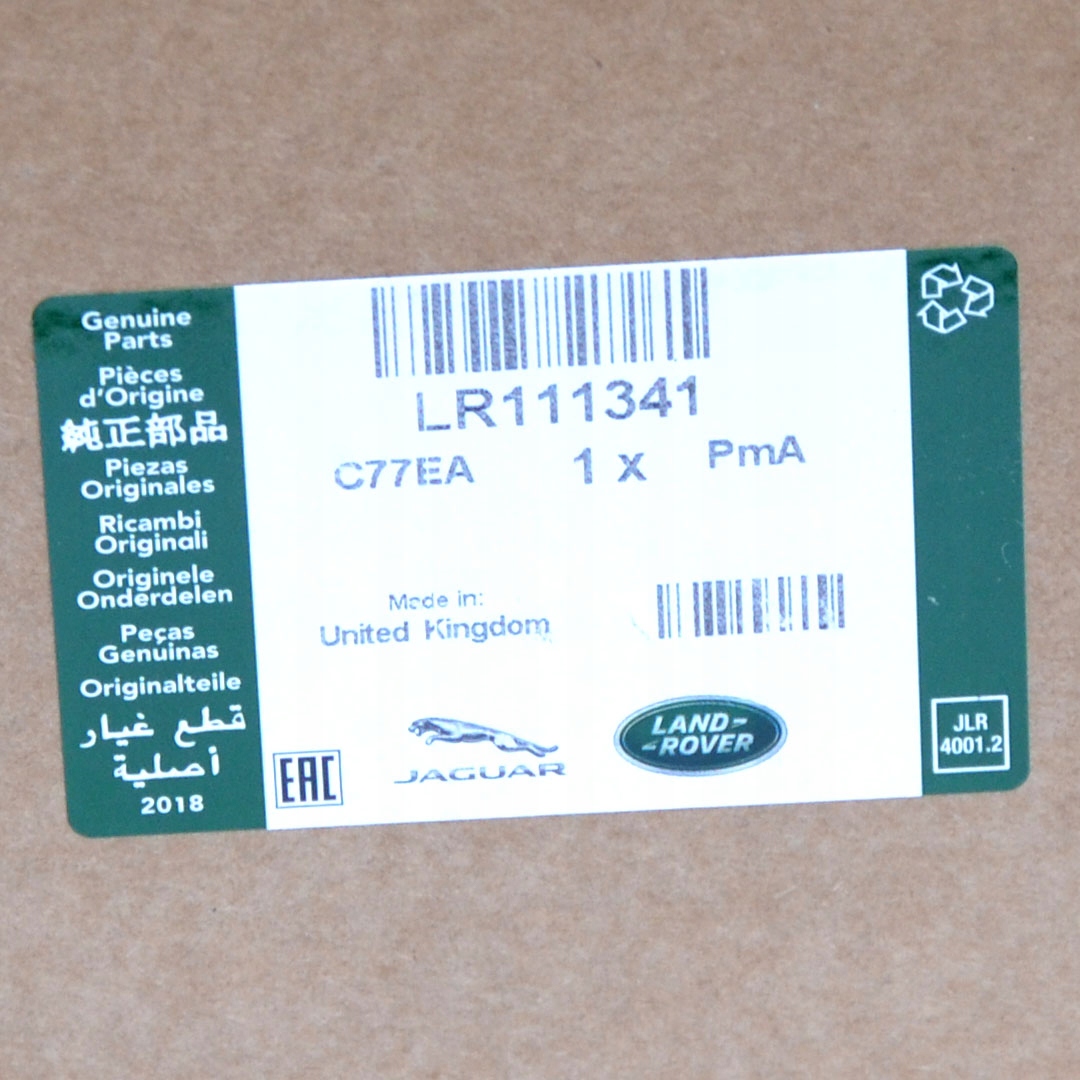 Genuine
Parts
Pièces
d'Origine
純正部品
Piezas
Originales
Ricambi
Originali
Originele
Onderdelen
Peças
Genuinas
Originalteile
قطع غيار
أصلية
2018
LR111341
C77EA 1 x PmA
Made in:
United Kingdom
EAC
JAGUAR
LAND-
-ROVER
JLR
4001.2